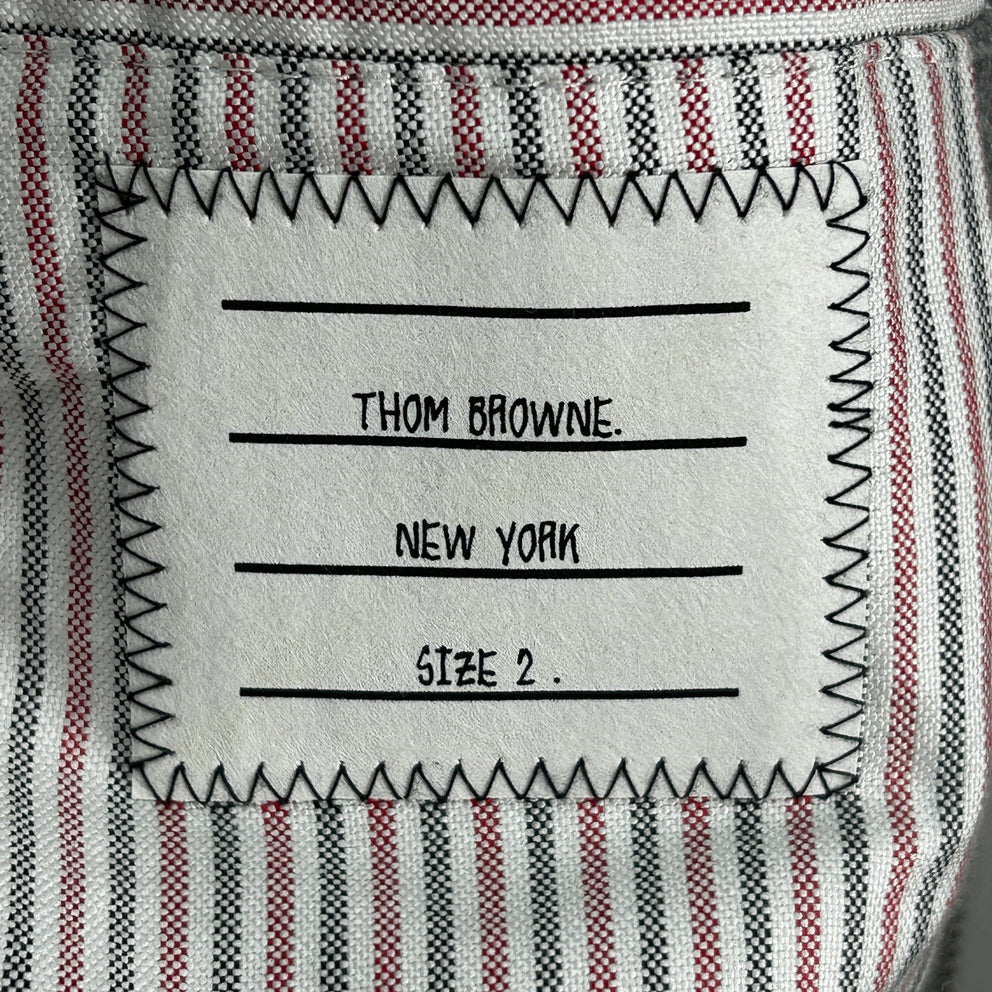 THOM BROWNE.
NEW YORK
SIZE 2 .